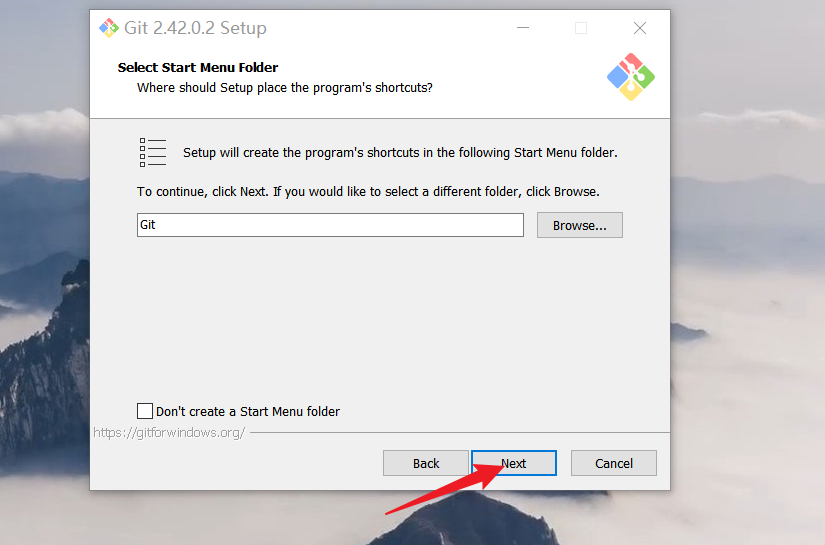 Git 2.42.0.2 Setup
Select Start Menu Folder
Where should Setup place the program's shortcuts?
Setup will create the program's shortcuts in the following Start Menu folder.
To continue, click Next. If you would like to select a different folder, click Browse.
Git
Browse...
Don't create a Start Menu folder
https://gitforwindows.org/
Back
Next
Cancel